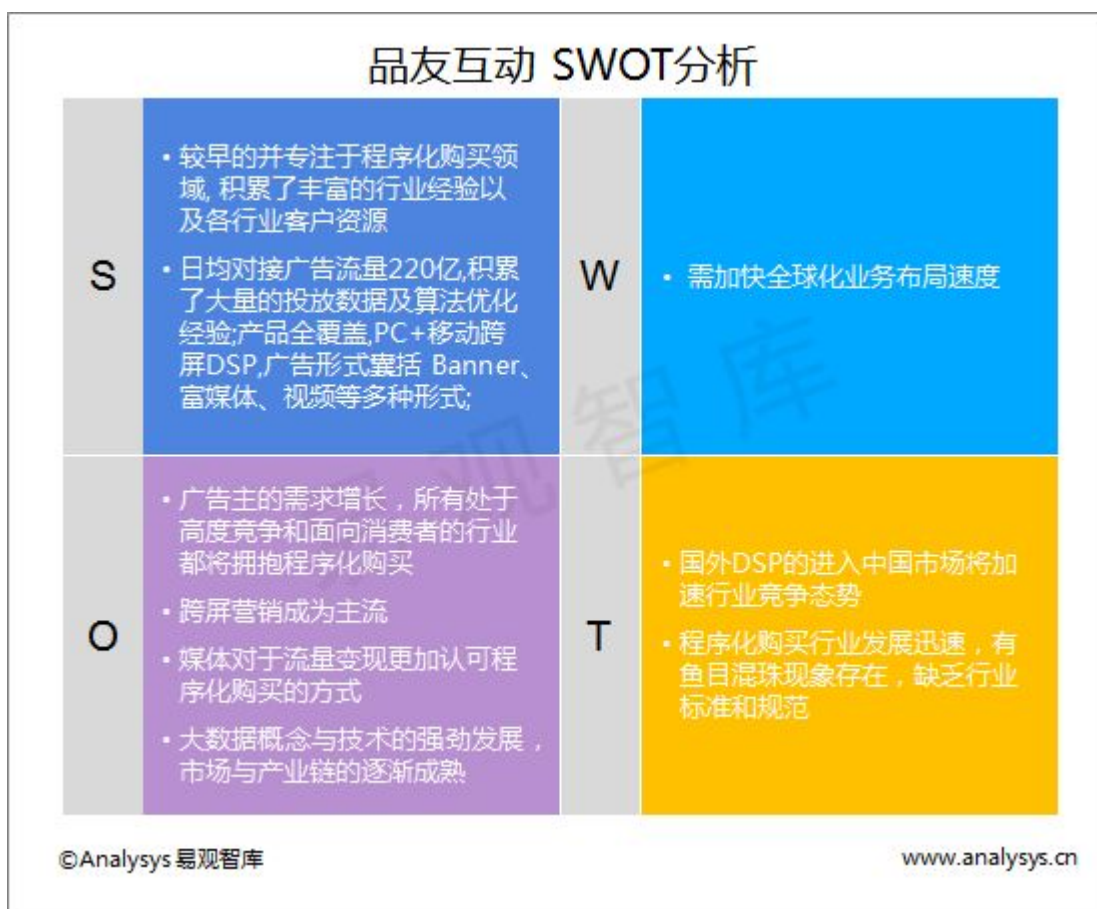 品友互动 SWOT分析
S
• 较早的并专注于程序化购买领
域, 积累了丰富的行业经验以
及各行业客户资源
• 日均对接广告流量220亿,积累
了大量的投放数据及算法优化
经验;产品全覆盖,PC+移动跨
屏DSP,广告形式囊括 Banner、
富媒体、视频等多种形式;
W
• 需加快全球化业务布局速度
O
• 广告主的需求增长，所有处于
高度竞争和面向消费者的行业
都将拥抱程序化购买
• 跨屏营销成为主流
• 媒体对于流量变现更加认可程
序化购买的方式
• 大数据概念与技术的强劲发展，
市场与产业链的逐渐成熟
T
• 国外DSP的进入中国市场将加
速行业竞争态势
• 程序化购买行业发展迅速，有
鱼目混珠现象存在，缺乏行业
标准和规范
易观智库
©Analysys 易观智库
www.analysys.cn